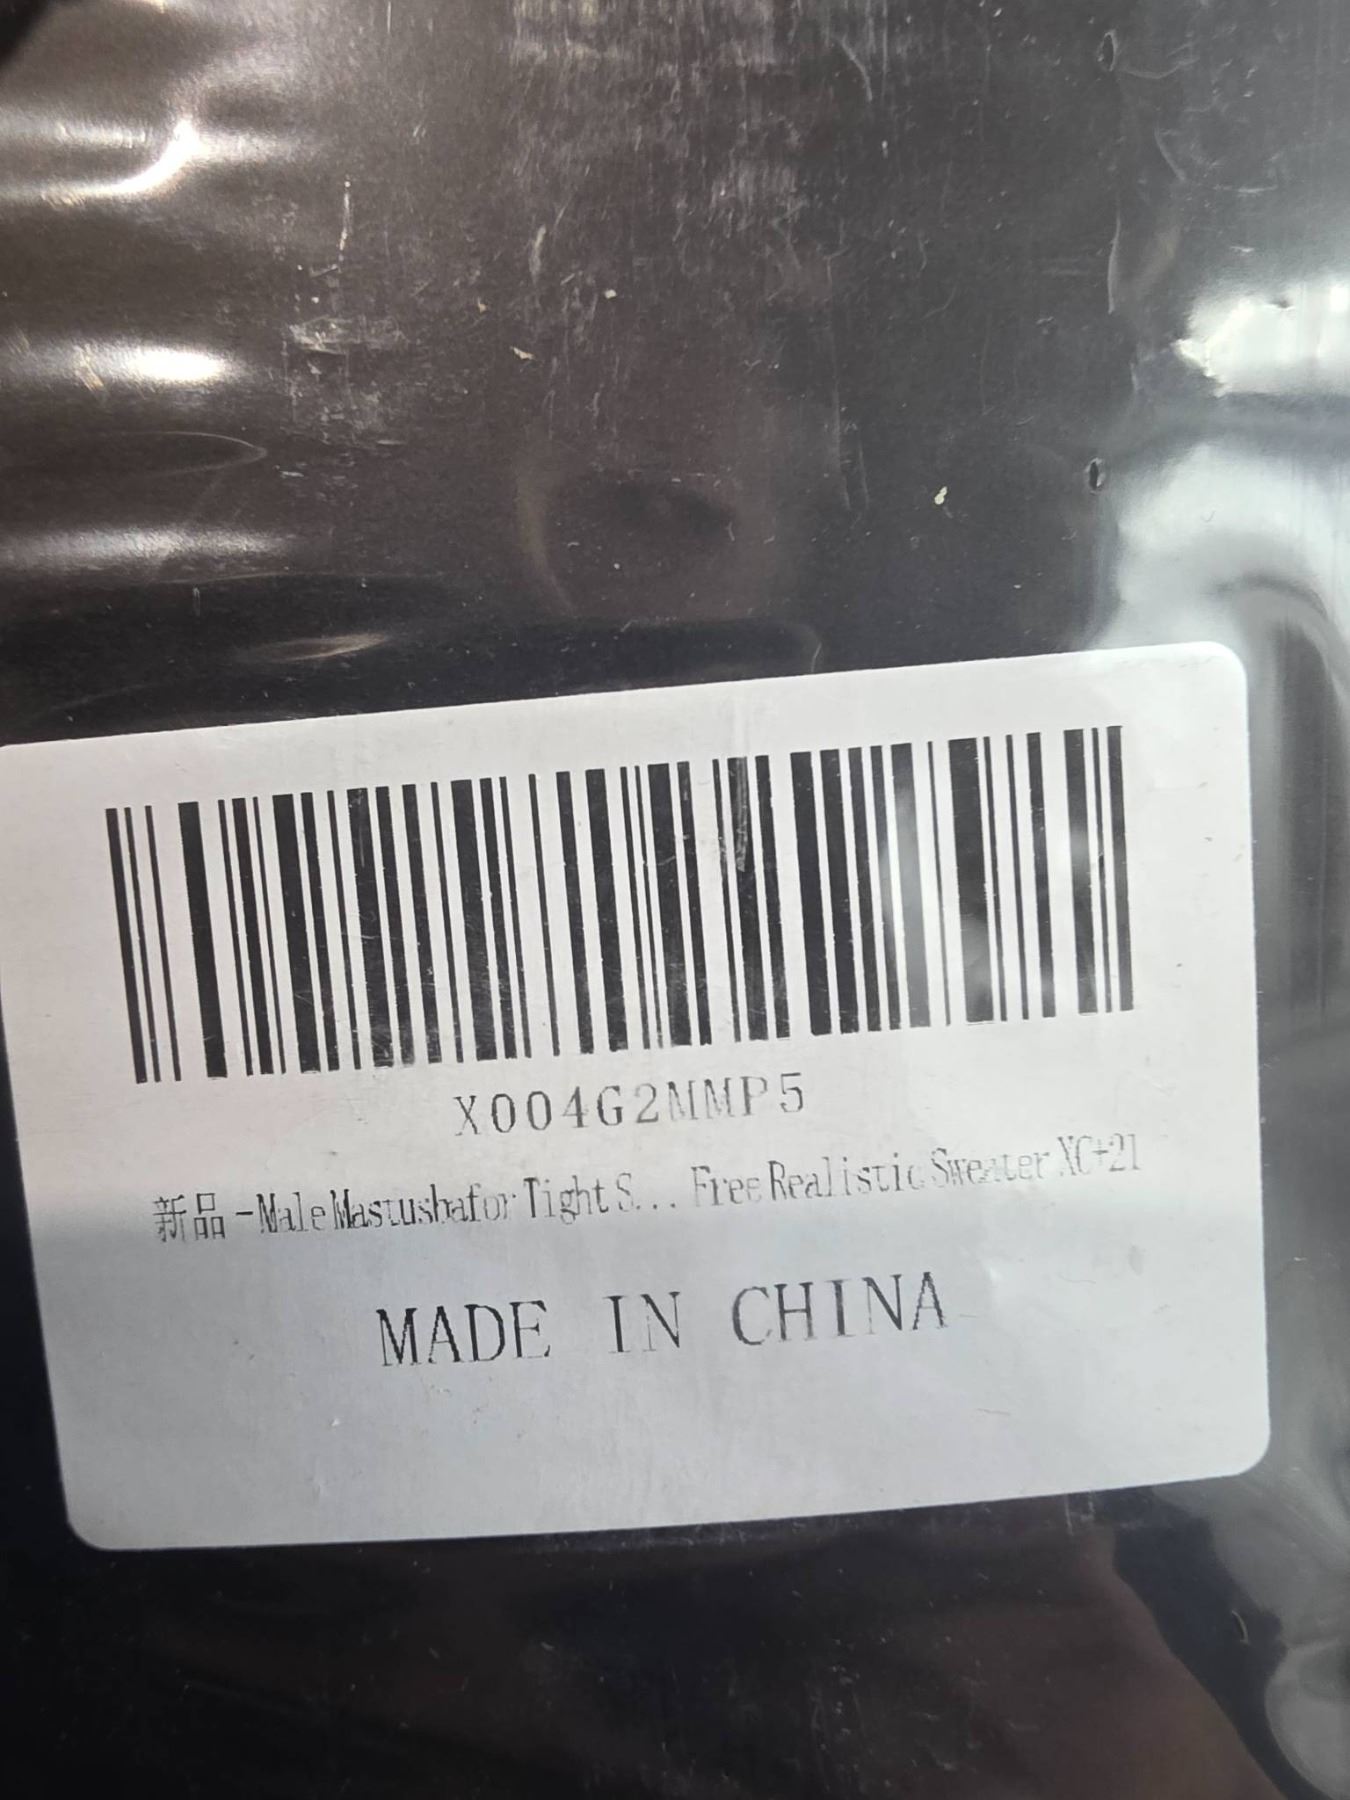 X004G2MMP5
新品 -Male Mastusbafor Tight S... Free Realistic Sweater XC+21
MADE IN CHINA